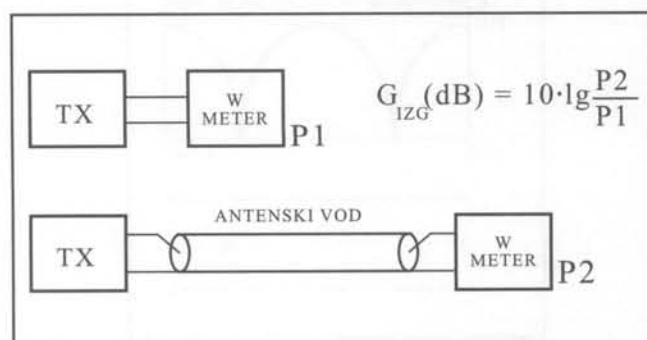 TX
W
METER
P1
G_IZG(dB) = 10·lg P2/P1
ANTENSKI VOD
TX
W
METER
P2